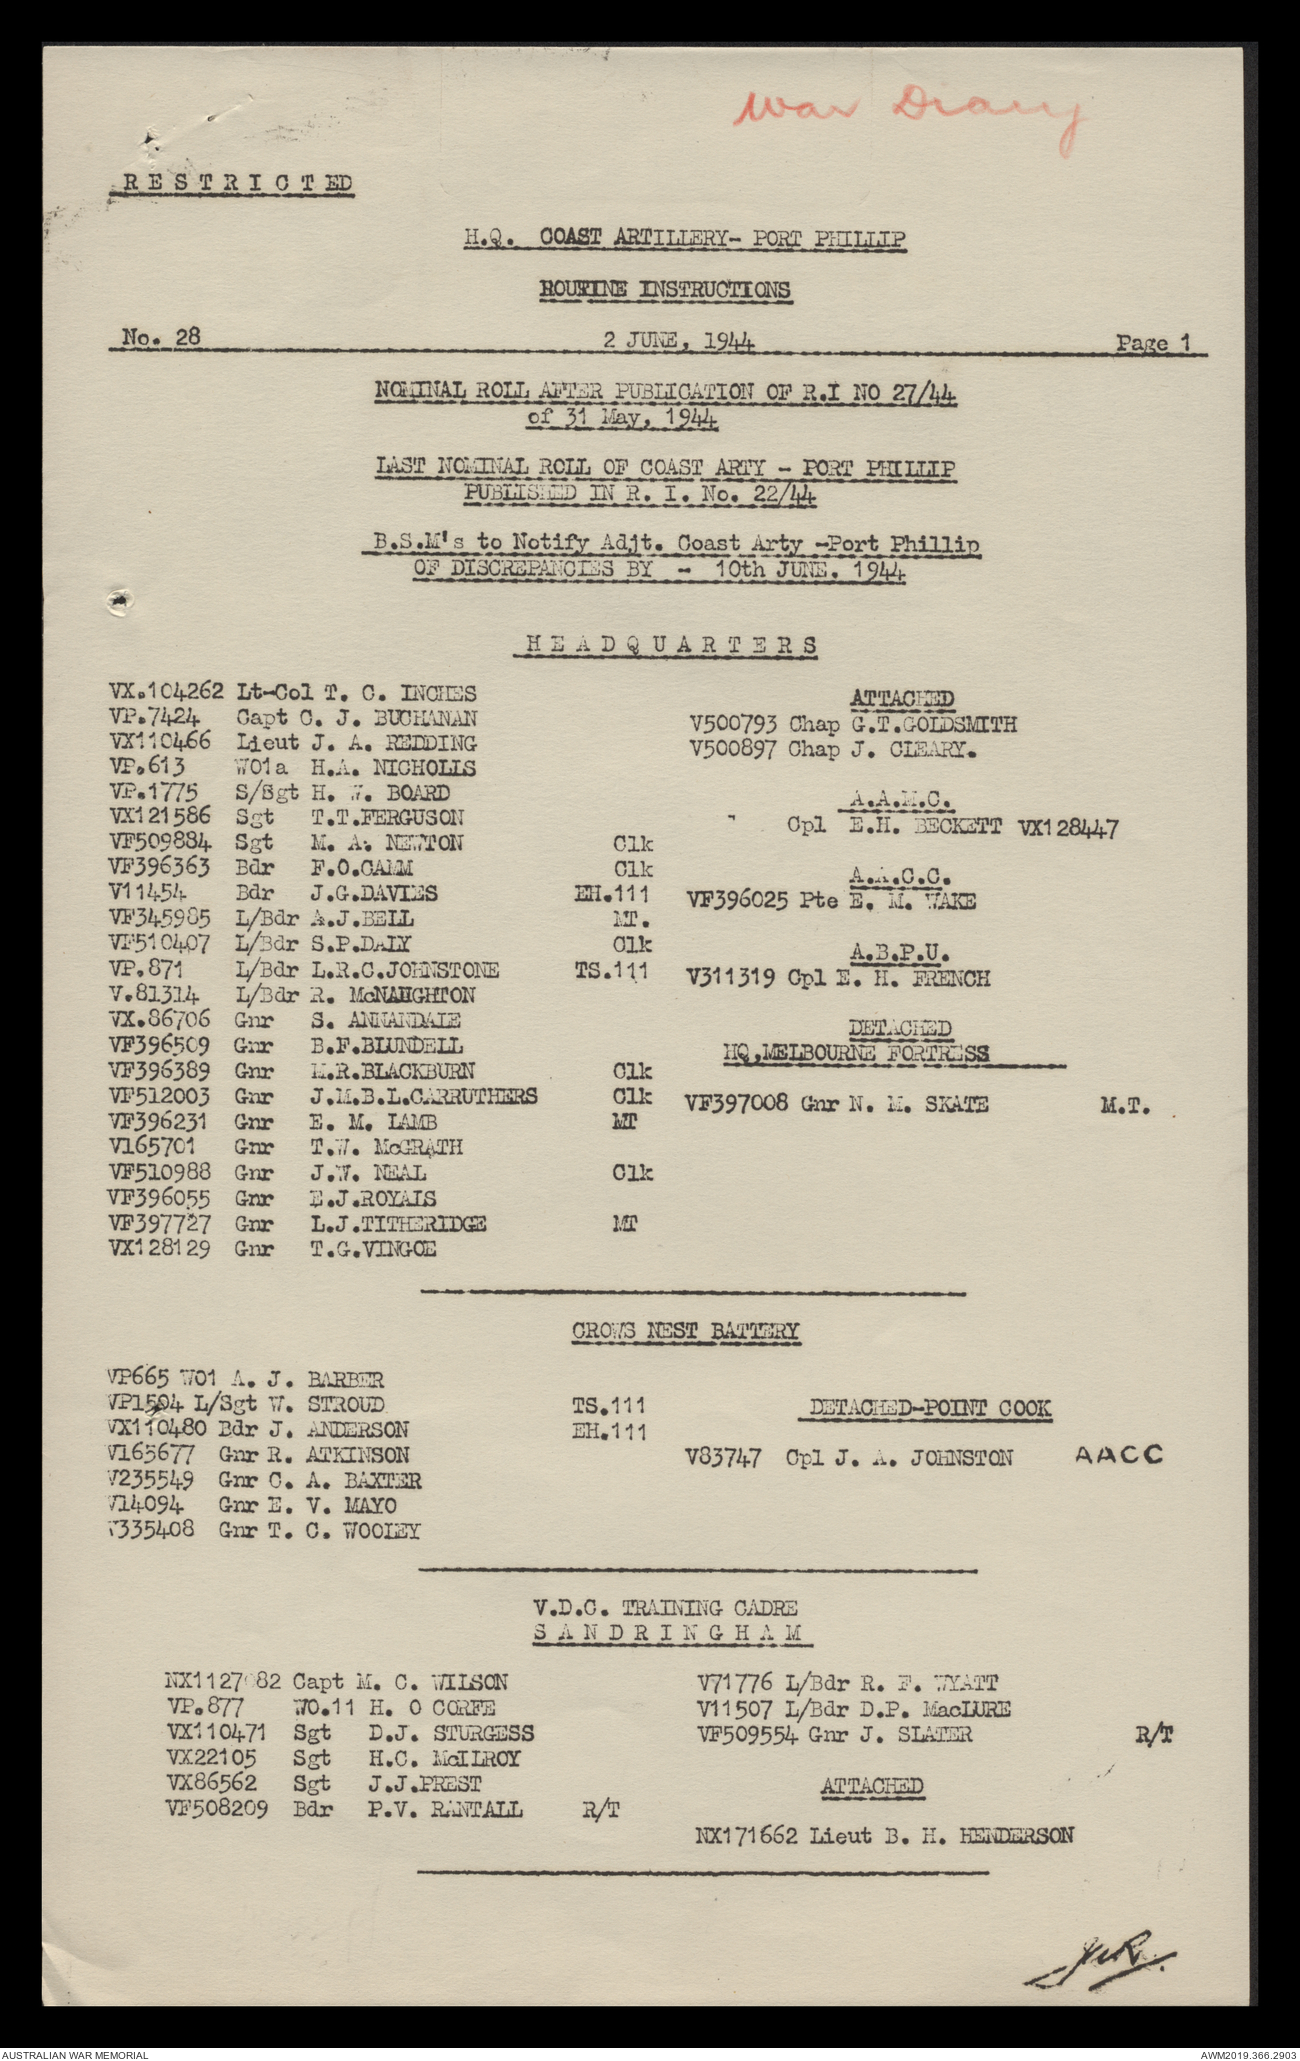 War Diary
RESTRICTED
H.Q. COAST ARTILLERY- PORT PHILLIP
ROUTINE INSTRUCTIONS
No. 28 2 JUNE, 1944 Page 1
NOMINAL ROLL AFTER PUBLICATION OF R.I NO 27/44
of 31 May, 1944
LAST NOMINAL ROLL OF COAST ARTY - PORT PHILLIP
PUBLISHED IN R. I. No. 22/44
B.S.M's to Notify Adjt. Coast Arty -Port Phillip
OF DISCREPANCIES BY - 10th JUNE. 1944
HEADQUARTERS
VX.104262 Lt-Col T. C. INCHES
VP.7424 Capt C. J. BUCHANAN
VX110466 Lieut J. A. REDDING
VP.613 W01a H.A. NICHOLLS
VP.1775 S/Sgt H. W. BOARD
VX121586 Sgt T.T.FERGUSON
VF509884 Sgt M. A. NEWTON Clk
VF396363 Bdr F.O.CAMM Clk
V11454 Bdr J.G.DAVIES EH.111
VF345985 L/Bdr A.J.BELL MT.
VF510407 L/Bdr S.P.DALY Clk
VP.871 L/Bdr L.R.C.JOHNSTONE TS.111
V.81314 L/Bdr R. McNAUGHTON
VX.86706 Gnr S. ANNANDALE
VF396509 Gnr B.F.BLUNDELL
VF396389 Gnr M.R.BLACKBURN Clk
VF512003 Gnr J.M.B.L.CARRUTHERS Clk
VF396231 Gnr E. M. LAMB MT
V165701 Gnr T.W. McGRATH
VF510988 Gnr J.W. NEAL Clk
VF396055 Gnr E.J.ROYALS
VF397727 Gnr L.J.TITHERIDGE MT
VX128129 Gnr T.G.VINGOE
ATTACHED
V500793 Chap G.T.GOLDSMITH
V500897 Chap J. CLEARY.
A.A.M.C.
Cpl E.H. BECKETT VX128447
A.A.C.C.
VF396025 Pte E. M. WAKE
A.B.P.U.
V311319 Cpl E. H. FRENCH
DETACHED
HQ,MELBOURNE FORTRESS
VF397008 Gnr N. M. SKATE M.T.
CROWS NEST BATTERY
VP665 W01 A. J. BARBER
VP1504 L/Sgt W. STROUD TS.111
VX110480 Bdr J. ANDERSON EH.111
V165677 Gnr R. ATKINSON
V235549 Gnr C. A. BAXTER
V14094 Gnr E. V. MAYO
V335408 Gnr T. C. WOOLEY
DETACHED-POINT COOK
V83747 Cpl J. A. JOHNSTON AACC
V.D.C. TRAINING CADRE
SANDRINGHAM
NX1127082 Capt M. C. WILSON
VP.877 WO.11 H. O CORFE
VX110471 Sgt D.J. STURGESS
VX22105 Sgt H.C. McILROY
VX86562 Sgt J.J.PREST
VF508209 Bdr P.V. RANTALL R/T
V71776 L/Bdr R. F. WYATT
V11507 L/Bdr D.P. MacLURE
VF509554 Gnr J. SLATER R/T
ATTACHED
NX171662 Lieut B. H. HENDERSON
AUSTRALIAN WAR MEMORIAL AWM2019.366.2903